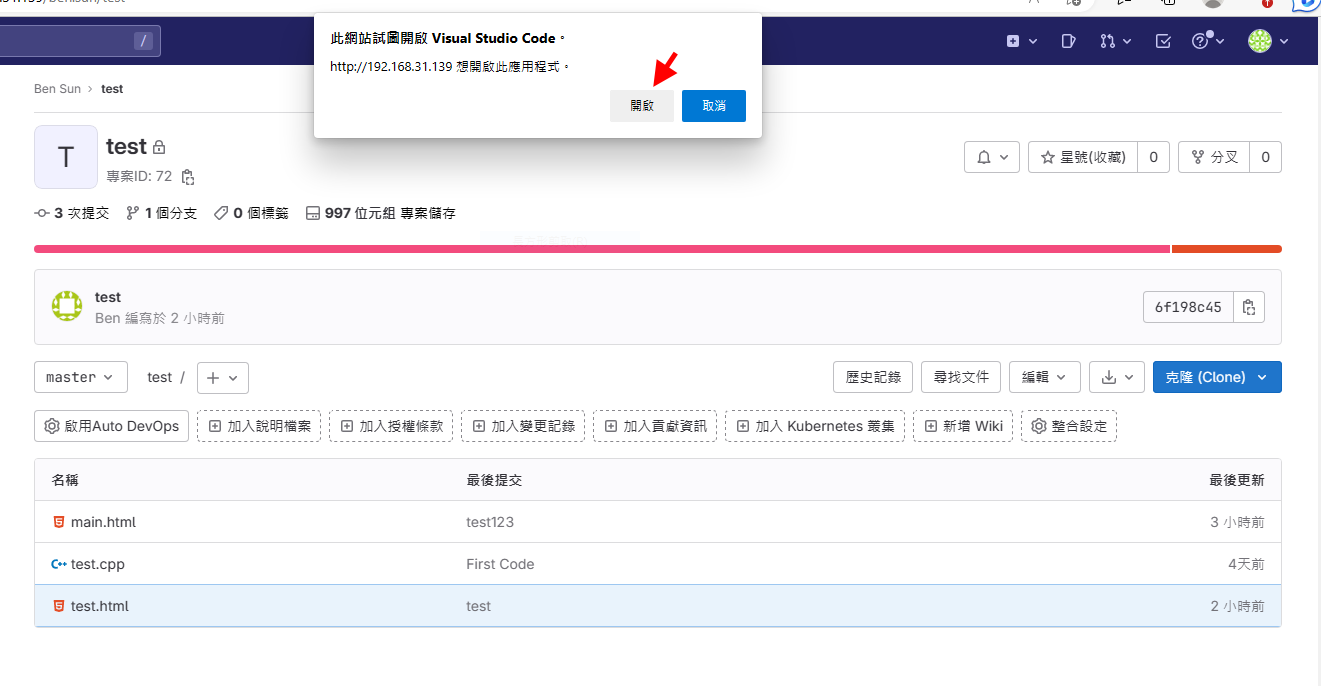 /benisun/test
此網站試圖開啟 Visual Studio Code。
http://192.168.31.139 想開啟此應用程式。
開啟 取消
/
Ben Sun › test
T
test
專案ID: 72
星號(收藏) 0 分叉 0
3 次提交 1 個分支 0 個標籤 997 位元組 專案儲存
test
Ben 編寫於 2 小時前
6f198c45
master test / +
歷史記錄 尋找文件 編輯 克隆 (Clone)
啟用Auto DevOps 加入說明檔案 加入授權條款 加入變更記錄 加入貢獻資訊 加入 Kubernetes 叢集 新增 Wiki 整合設定
名稱 最後提交 最後更新
main.html test123 3 小時前
C++ test.cpp First Code 4天前
test.html test 2 小時前